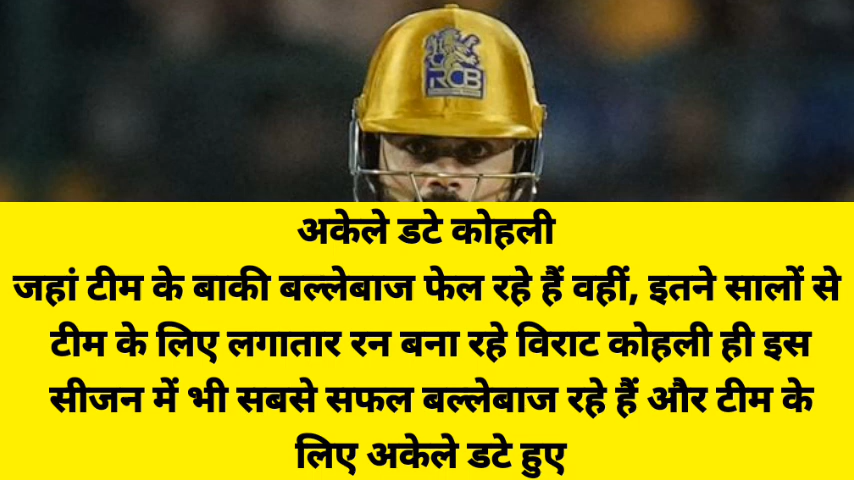 RCB
अकेले डटे कोहली
जहां टीम के बाकी बल्लेबाज फेल रहे हैं वहीं, इतने सालों से
टीम के लिए लगातार रन बना रहे विराट कोहली ही इस
सीजन में भी सबसे सफल बल्लेबाज रहे हैं और टीम के
लिए अकेले डटे हुए